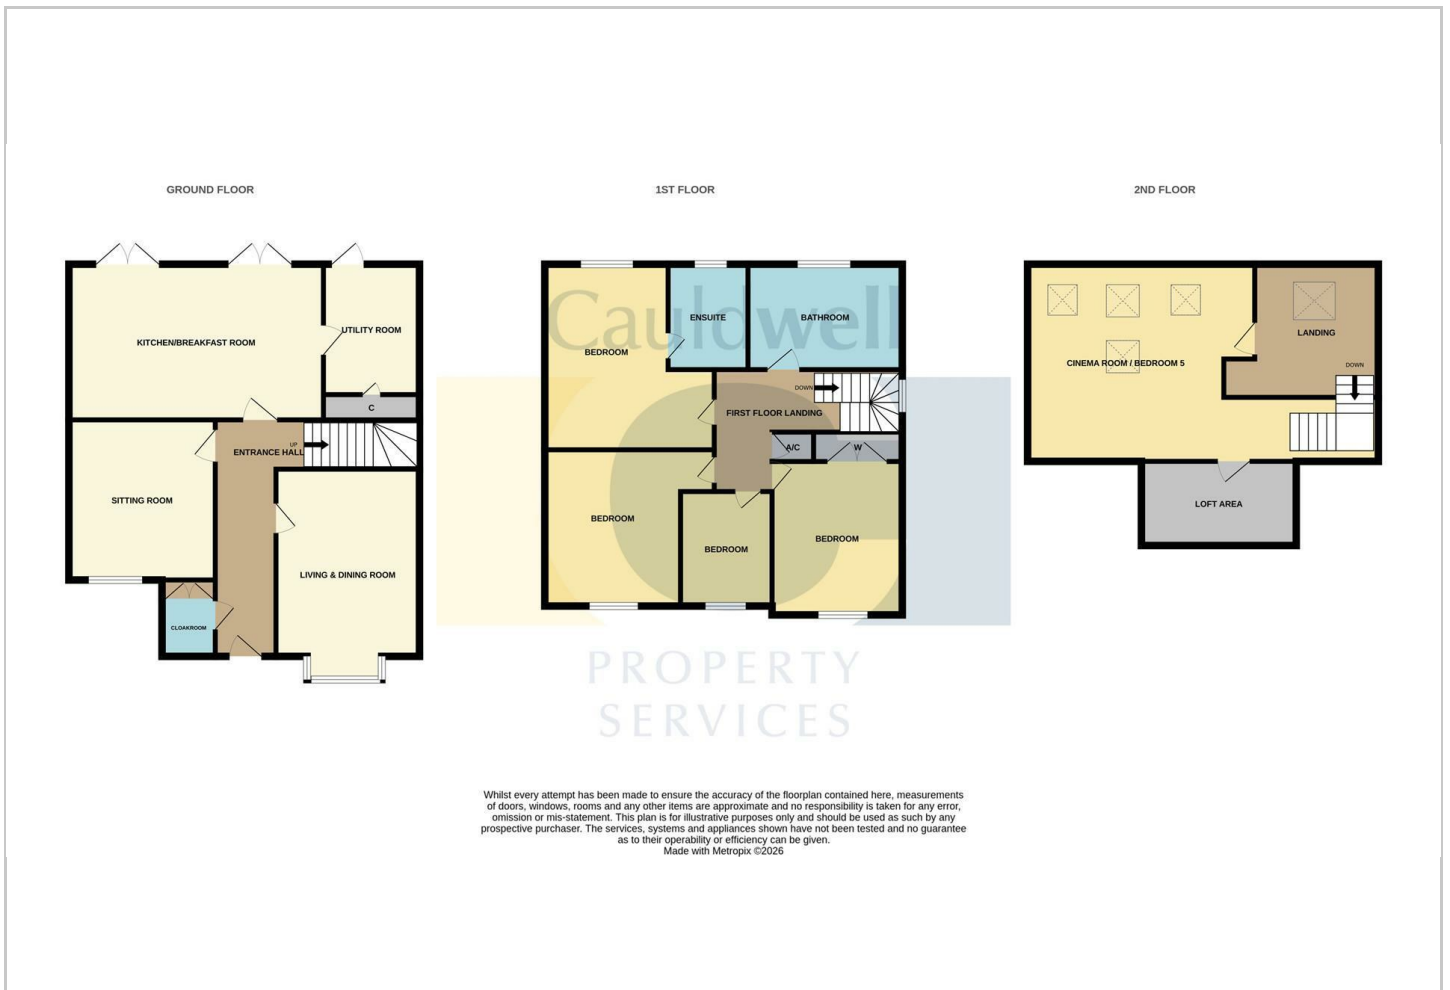 GROUND FLOOR
KITCHEN/BREAKFAST ROOM
UTILITY ROOM
C
UP
ENTRANCE HALL
SITTING ROOM
LIVING & DINING ROOM
CLOAKROOM
1ST FLOOR
Cauldwell
ENSUITE
BATHROOM
BEDROOM
DOWN
FIRST FLOOR LANDING
A/C
W
BEDROOM
BEDROOM
BEDROOM
PROPERTY
SERVICES
2ND FLOOR
LANDING
CINEMA ROOM / BEDROOM 5
DOWN
LOFT AREA
Whilst every attempt has been made to ensure the accuracy of the floorplan contained here, measurements
of doors, windows, rooms and any other items are approximate and no responsibility is taken for any error,
omission or mis-statement. This plan is for illustrative purposes only and should be used as such by any
prospective purchaser. The services, systems and appliances shown have not been tested and no guarantee
as to their operability or efficiency can be given.
Made with Metropix ©2026